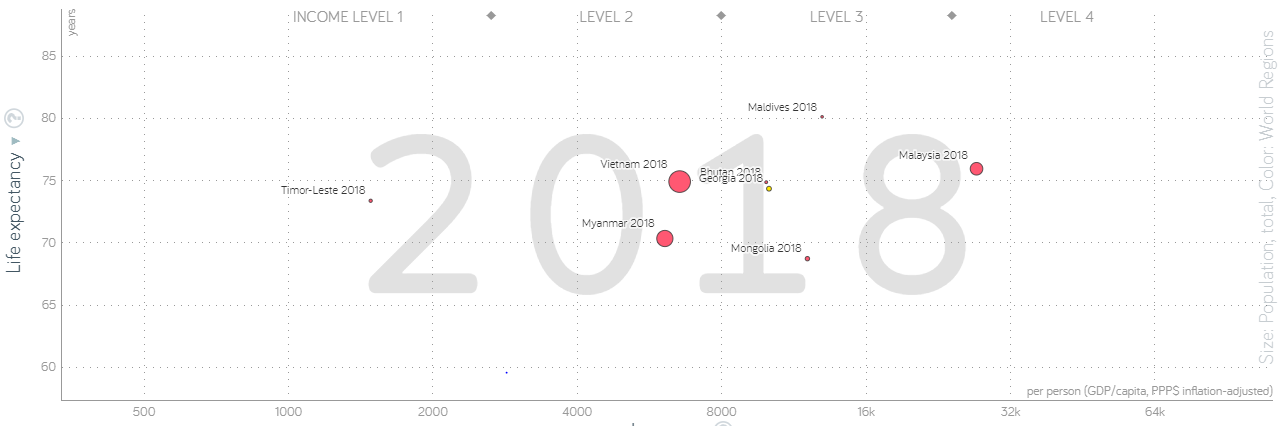 INCOME LEVEL 1
LEVEL 2
LEVEL 3
LEVEL 4
years
85
80
75
70
65
60
Life expectancy ▼ ?
2018
Maldives 2018
Malaysia 2018
Vietnam 2018
Bhutan 2018
Georgia 2018
Timor-Leste 2018
Myanmar 2018
Mongolia 2018
Size: Population, total, Color: World Regions
per person (GDP/capita, PPP$ inflation-adjusted)
500
1000
2000
4000
8000
16k
32k
64k